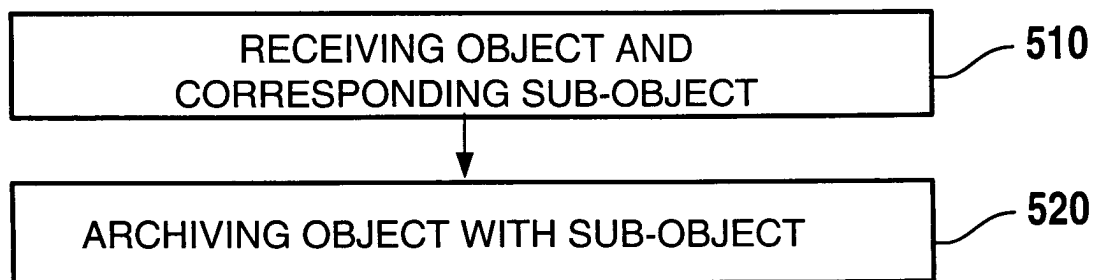 RECEIVING OBJECT AND
CORRESPONDING SUB-OBJECT
510
ARCHIVING OBJECT WITH SUB-OBJECT
520